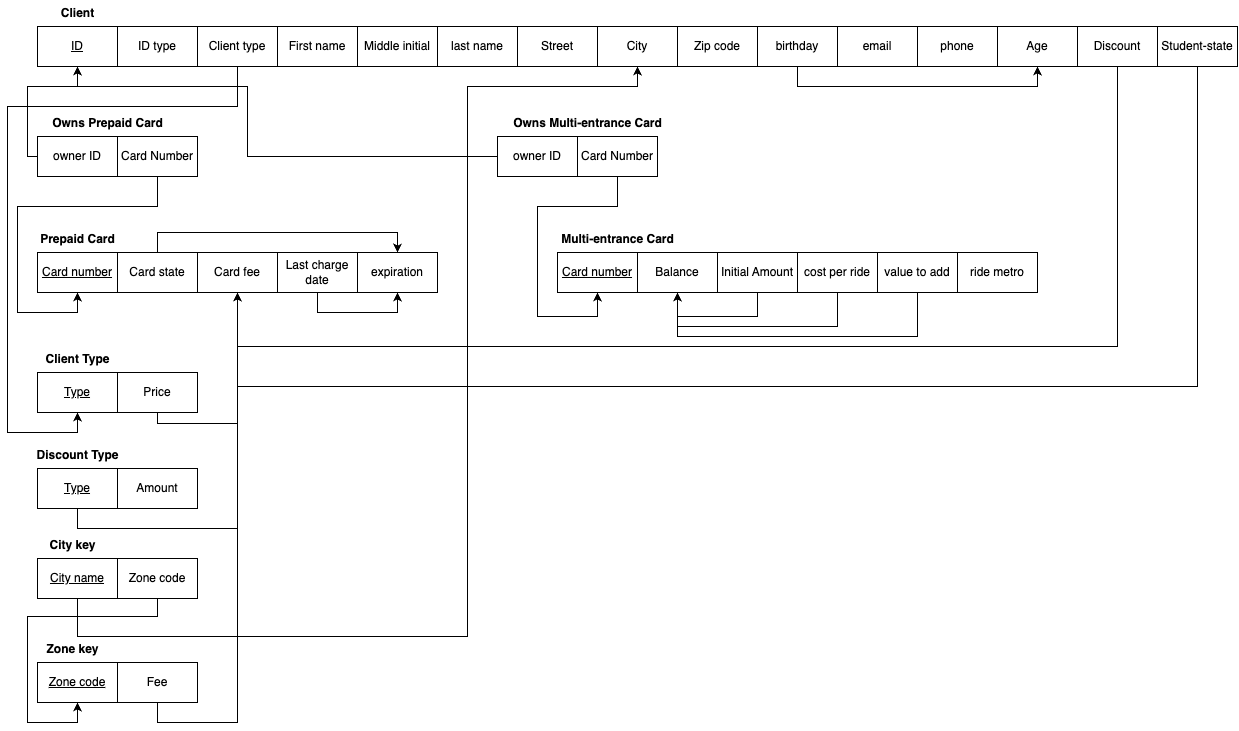 Client
ID ID type Client type First name Middle initial last name Street City Zip code birthday email phone Age Discount Student-state
Owns Prepaid Card Owns Multi-entrance Card
owner ID Card Number owner ID Card Number
Prepaid Card Multi-entrance Card
Card number Card state Card fee Last charge date expiration Card number Balance Initial Amount cost per ride value to add ride metro
Client Type
Type Price
Discount Type
Type Amount
City key
City name Zone code
Zone key
Zone code Fee